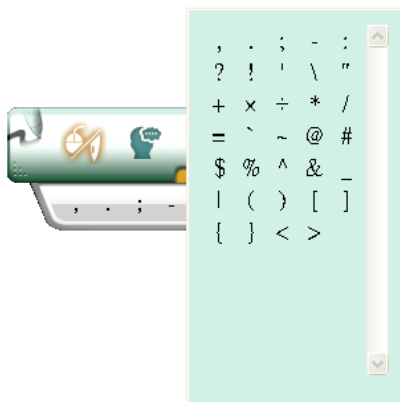 , . ; - :
? ! ' \ "
+ × ÷ * /
= ` ~ @ #
$ % ^ & _
| ( ) [ ]
{ } < >
, . ; -